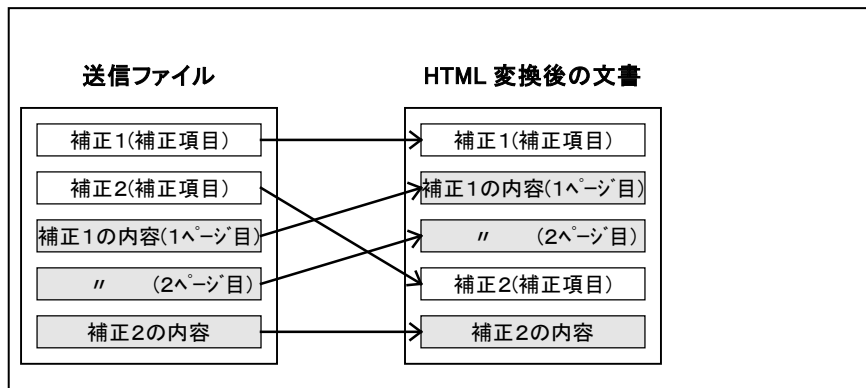 送信ファイル
補正1(補正項目)
補正2(補正項目)
補正1の内容(1ﾍﾟｰｼﾞ目)
〃 (2ﾍﾟｰｼﾞ目)
補正2の内容
HTML 変換後の文書
補正1(補正項目)
補正1の内容(1ﾍﾟｰｼﾞ目)
〃 (2ﾍﾟｰｼﾞ目)
補正2(補正項目)
補正2の内容